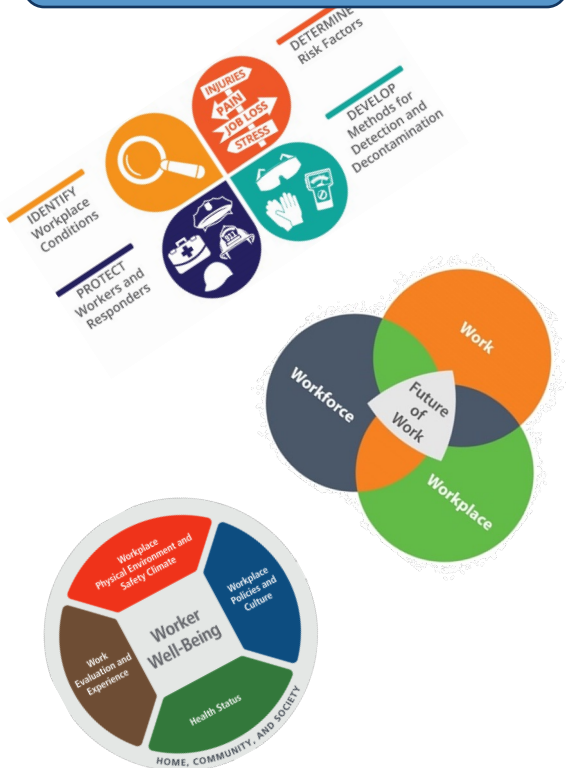 DETERMINE
Risk Factors
INJURIES
PAIN
JOB LOSS
STRESS
DEVELOP
Methods for
Detection and
Decontamination
IDENTIFY
Workplace
Conditions
PROTECT
Workers and
Responders
Work
Workforce
Future
of
Work
Workplace
Workplace
Physical Environment and
Safety Climate
Workplace
Policies and
Culture
Worker
Well-Being
Work
Evaluation and
Experience
Health Status
HOME, COMMUNITY, AND SOCIETY